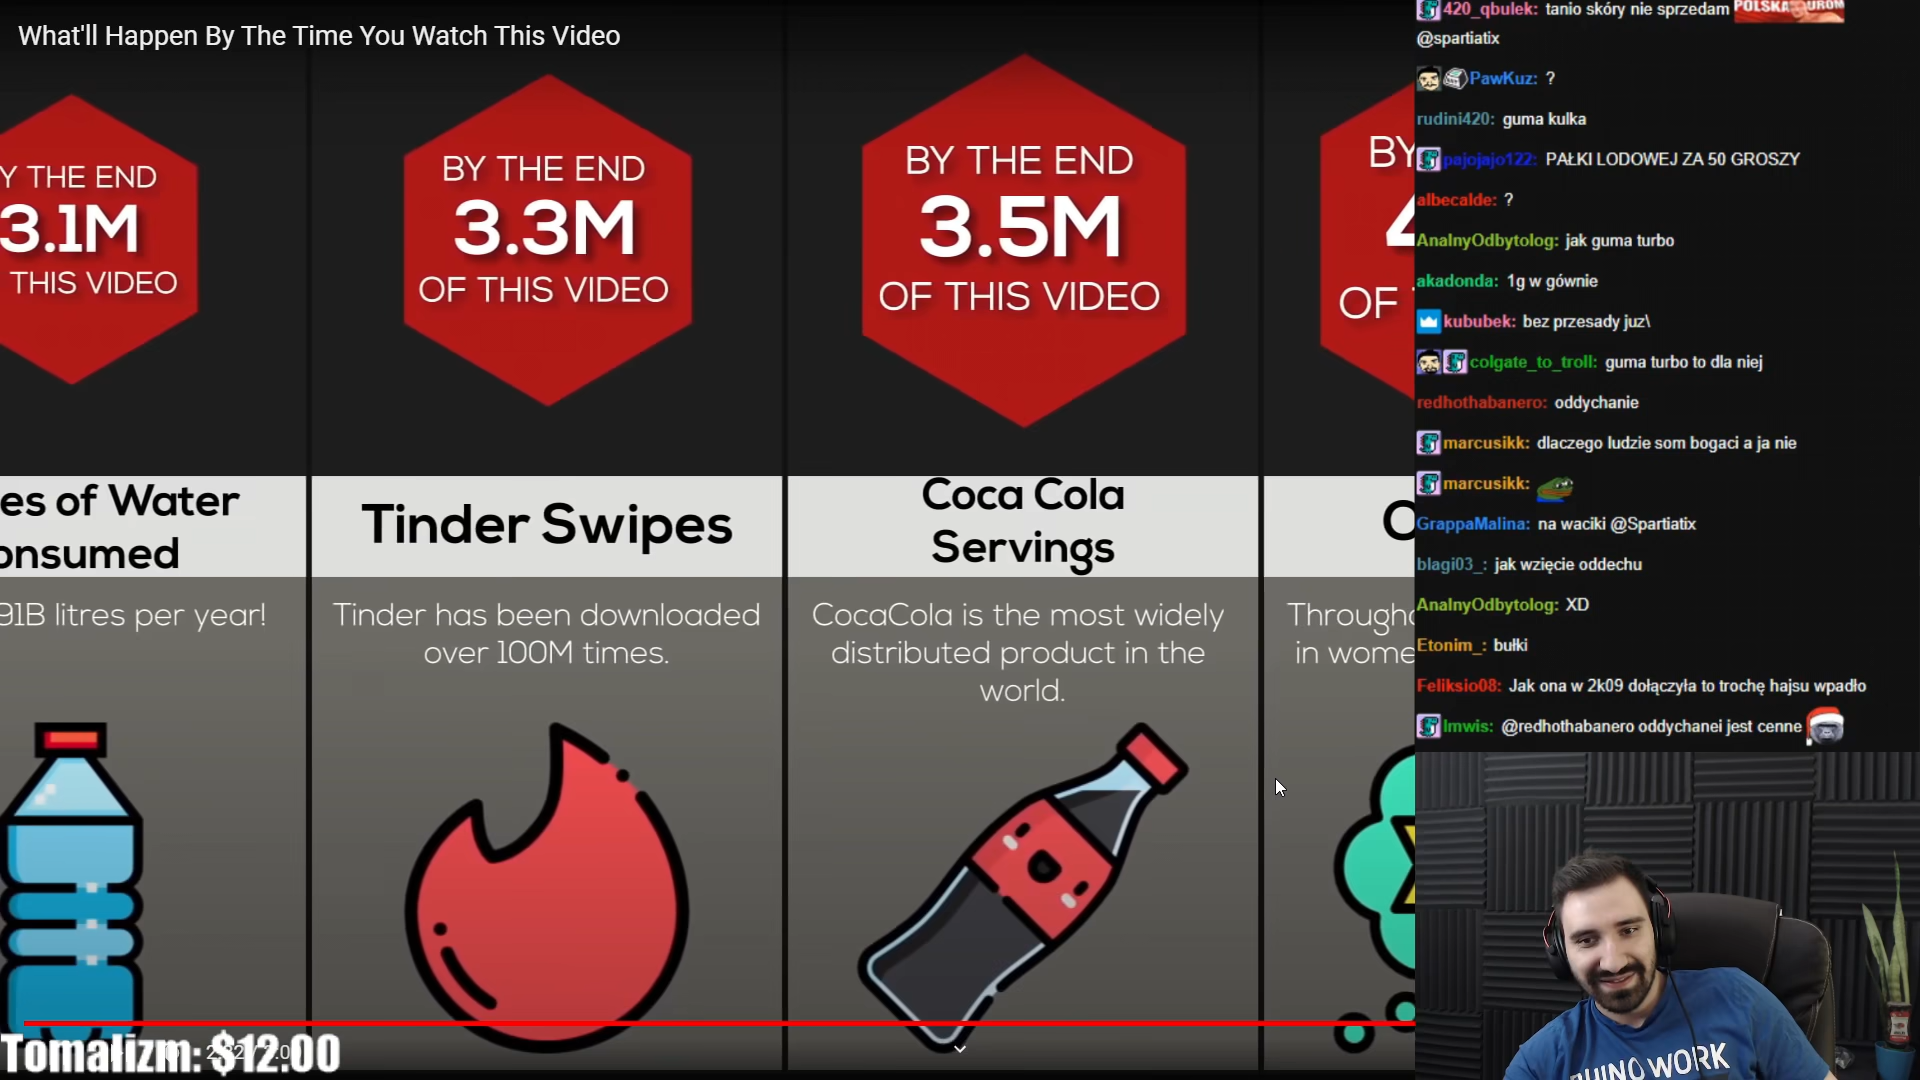 What'll Happen By The Time You Watch This Video
Y THE END
3.1M
THIS VIDEO
BY THE END
3.3M
OF THIS VIDEO
BY THE END
3.5M
OF THIS VIDEO
BY
4
OF
es of Water
onsumed
Tinder Swipes
Coca Cola
Servings
91B litres per year!
Tinder has been downloaded
over 100M times.
CocaCola is the most widely
distributed product in the
world.
in wome
Tomalizm: $12.00
420_qbulek: tanio skóry nie sprzedam
@spartiatix
PawKuz: ?
rudini420: guma kulka
pajojajo122: PAŁKI LODOWEJ ZA 50 GROSZY
albecalde: ?
AnalnyOdbytolog: jak guma turbo
akadonda: 1g w gównie
kububek: bez przesady juz\
colgate_to_troll: guma turbo to dla niej
redhothabanero: oddychanie
marcusikk: dlaczego ludzie som bogaci a ja nie
marcusikk:
GrappaMalina: na waciki @Spartiatix
blagi03_: jak wzięcie oddechu
AnalnyOdbytolog: XD
Etonim_: bułki
Feliksio08: Jak ona w 2k09 dołączyła to trochę hajsu wpadło
lmwis: @redhothabanero oddychanei jest cenne
WORK